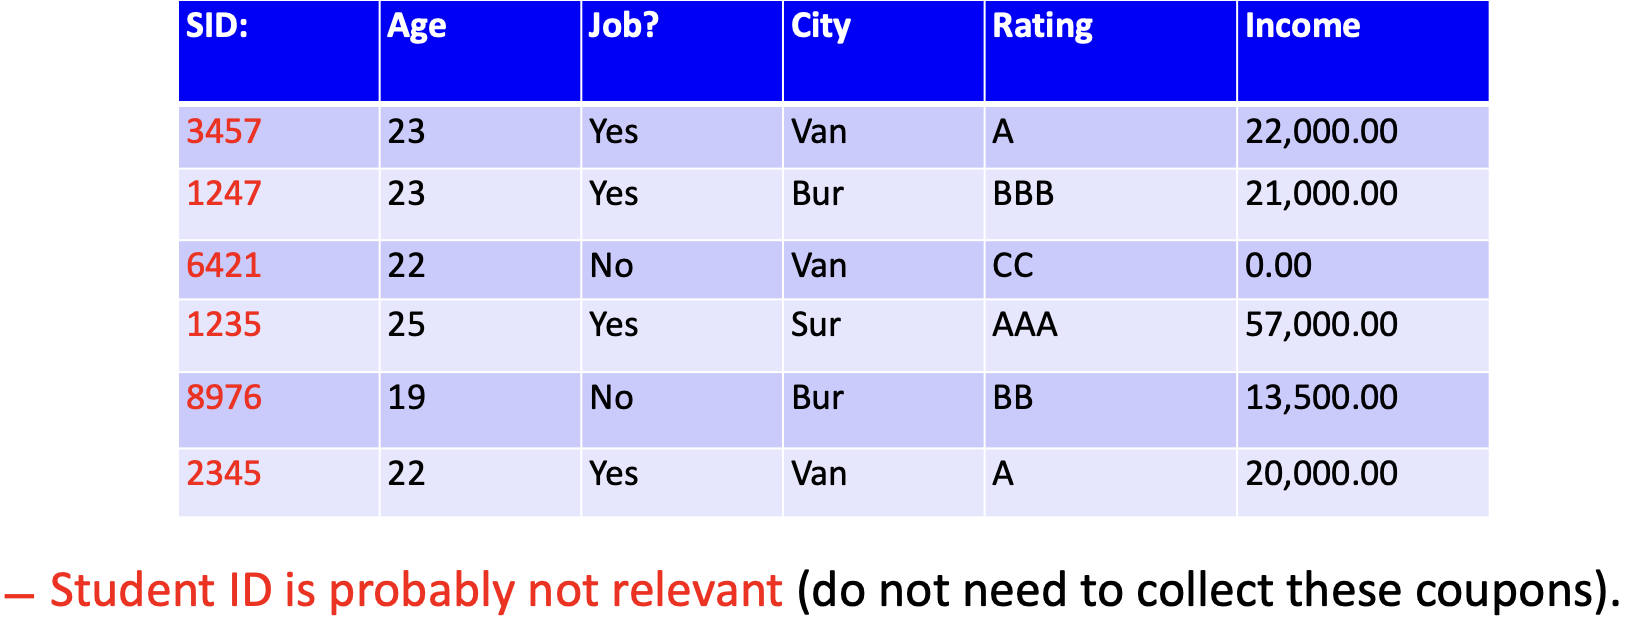 SID: Age Job? City Rating Income
3457 23 Yes Van A 22,000.00
1247 23 Yes Bur BBB 21,000.00
6421 22 No Van CC 0.00
1235 25 Yes Sur AAA 57,000.00
8976 19 No Bur BB 13,500.00
2345 22 Yes Van A 20,000.00
– Student ID is probably not relevant (do not need to collect these coupons).